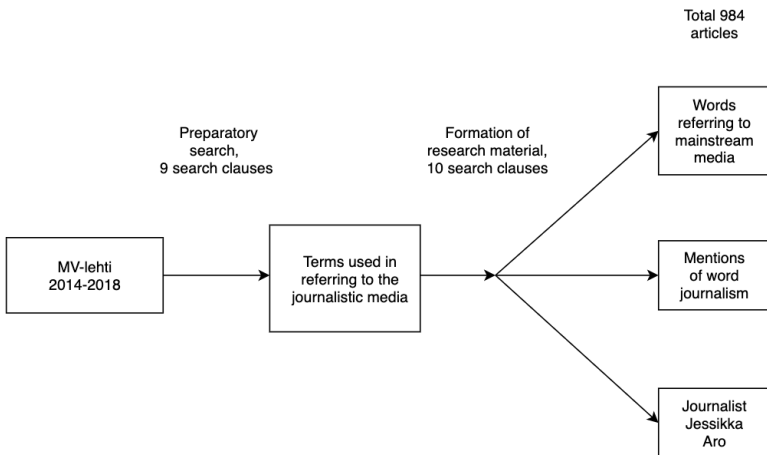 Total 984
articles
Words
referring to
mainstream
media
Preparatory
search,
9 search clauses
Formation of
research material,
10 search clauses
MV-lehti
2014-2018
Terms used in
referring to the
journalistic media
Mentions
of word
journalism
Journalist
Jessikka
Aro